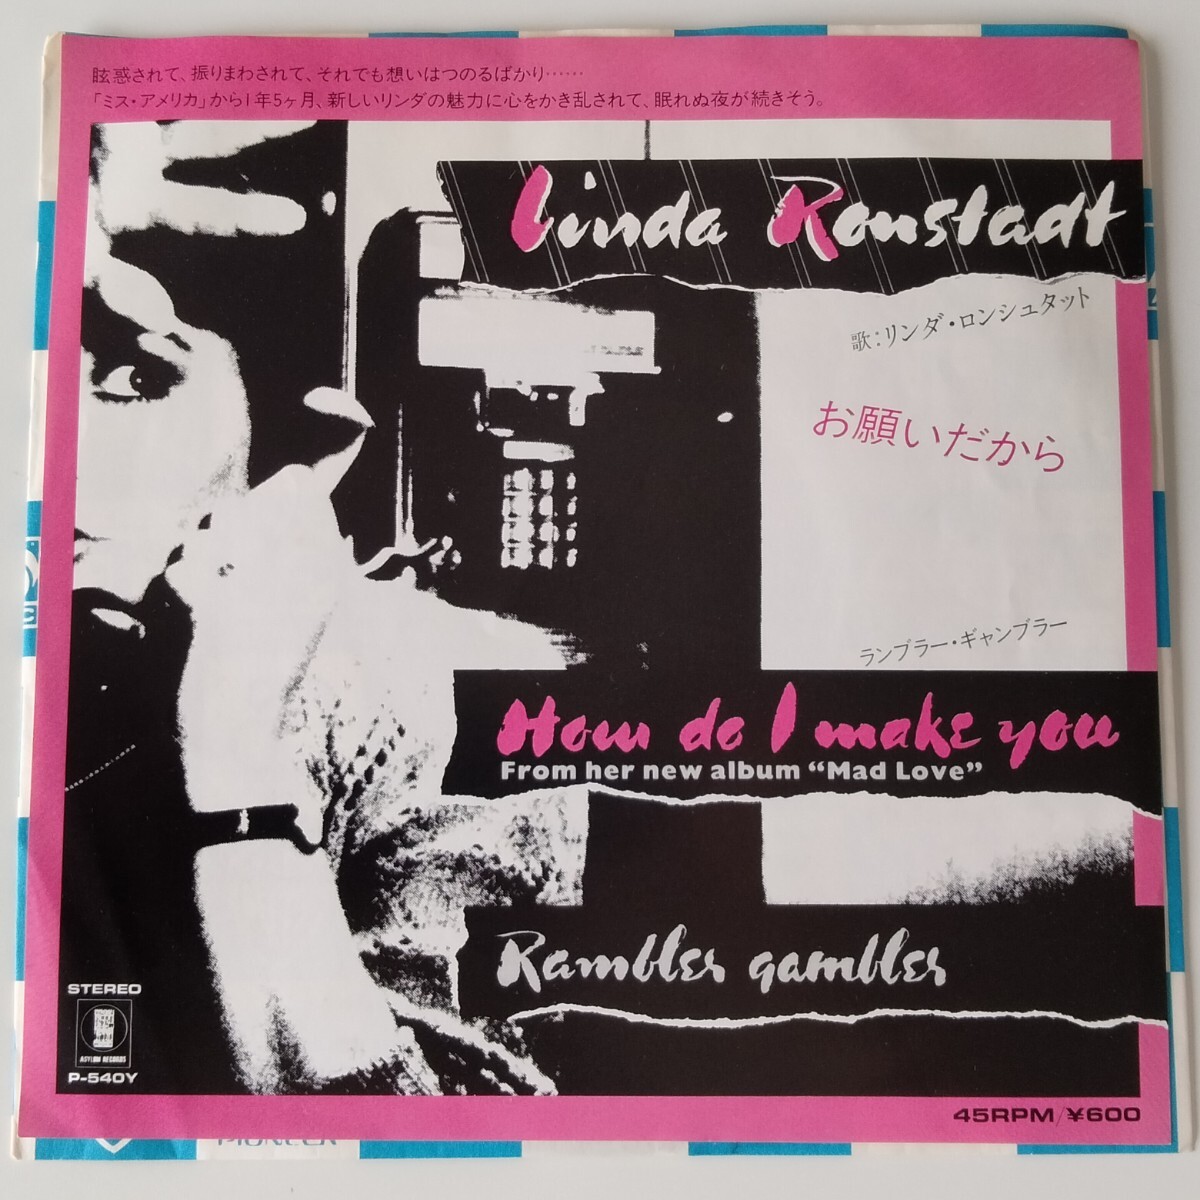 眩惑されて、振りまわされて、それでも想いはつのるばかり……
「ミス・アメリカ」から1年5ヶ月、新しいリンダの魅力に心をかき乱されて、眠れぬ夜が続きそう。
Linda Ronstadt
歌：リンダ・ロンシュタット
お願いだから
ランブラー・ギャンブラー
How do I make you
From her new album “Mad Love”
Rambler gambler
STEREO
ASYLUM RECORDS
P-540Y
45RPM/¥600
PIONEER